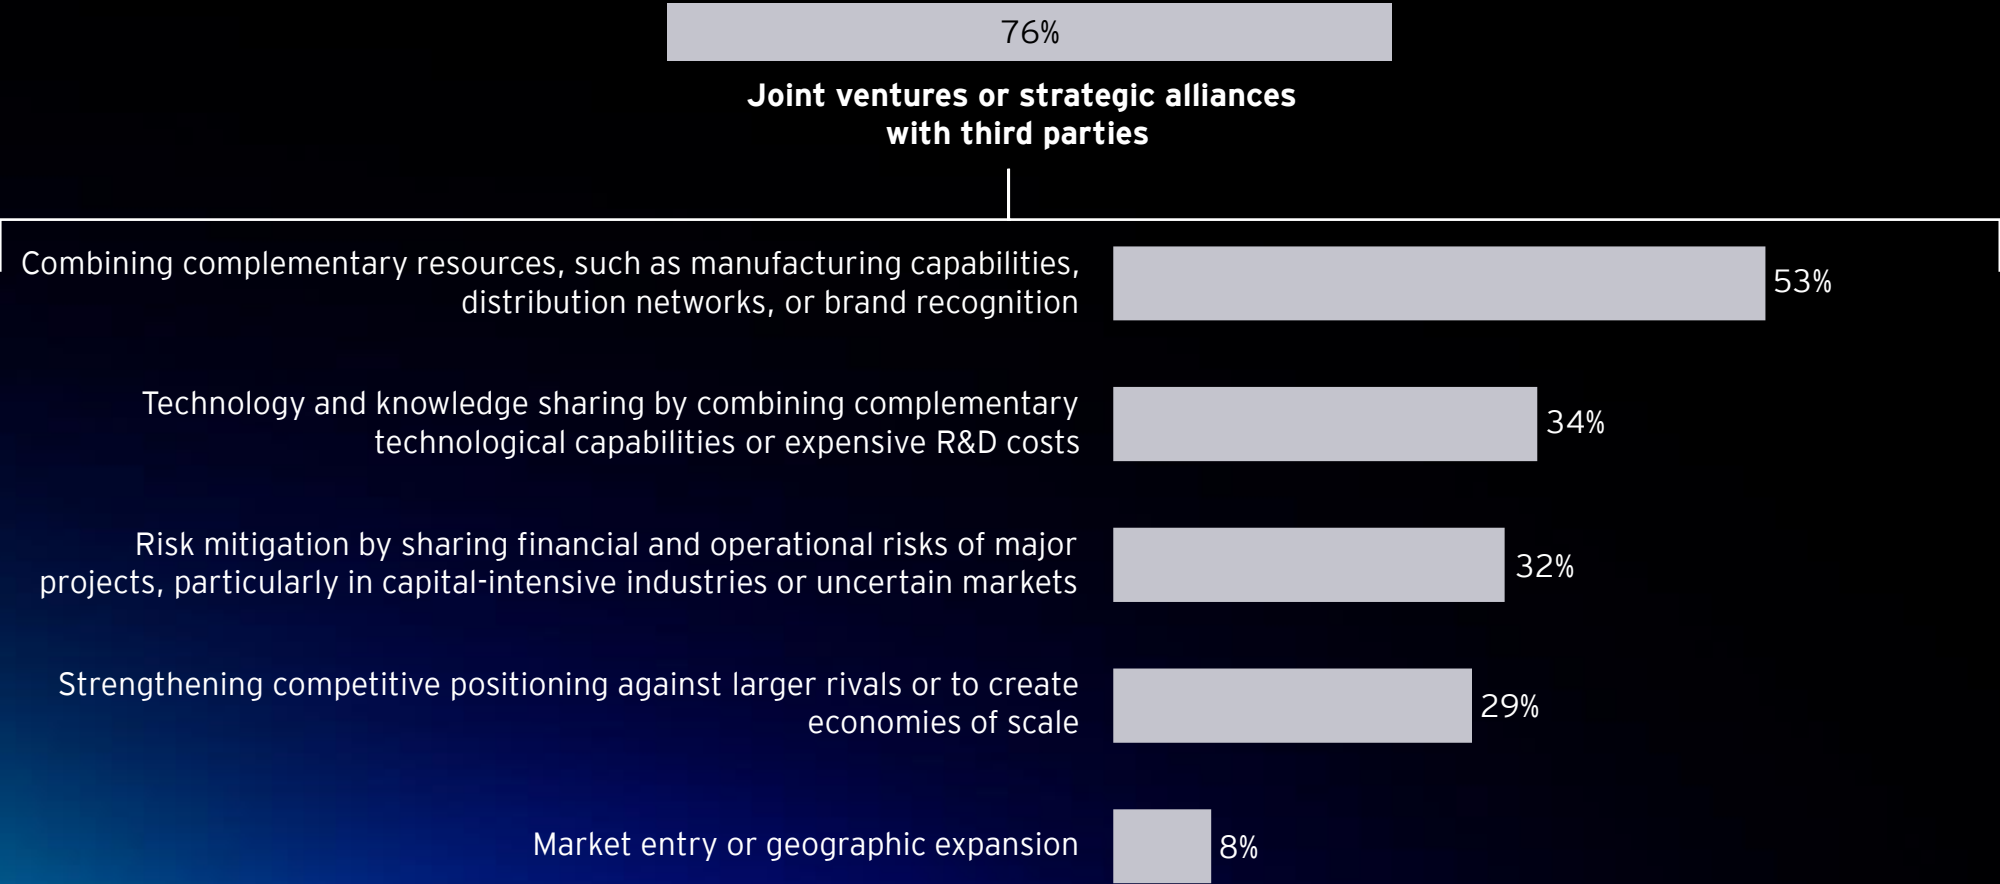 76%
Joint ventures or strategic alliances
with third parties
Combining complementary resources, such as manufacturing capabilities,
distribution networks, or brand recognition
53%
Technology and knowledge sharing by combining complementary
technological capabilities or expensive R&D costs
34%
Risk mitigation by sharing financial and operational risks of major
projects, particularly in capital-intensive industries or uncertain markets
32%
Strengthening competitive positioning against larger rivals or to create
economies of scale
29%
Market entry or geographic expansion
8%